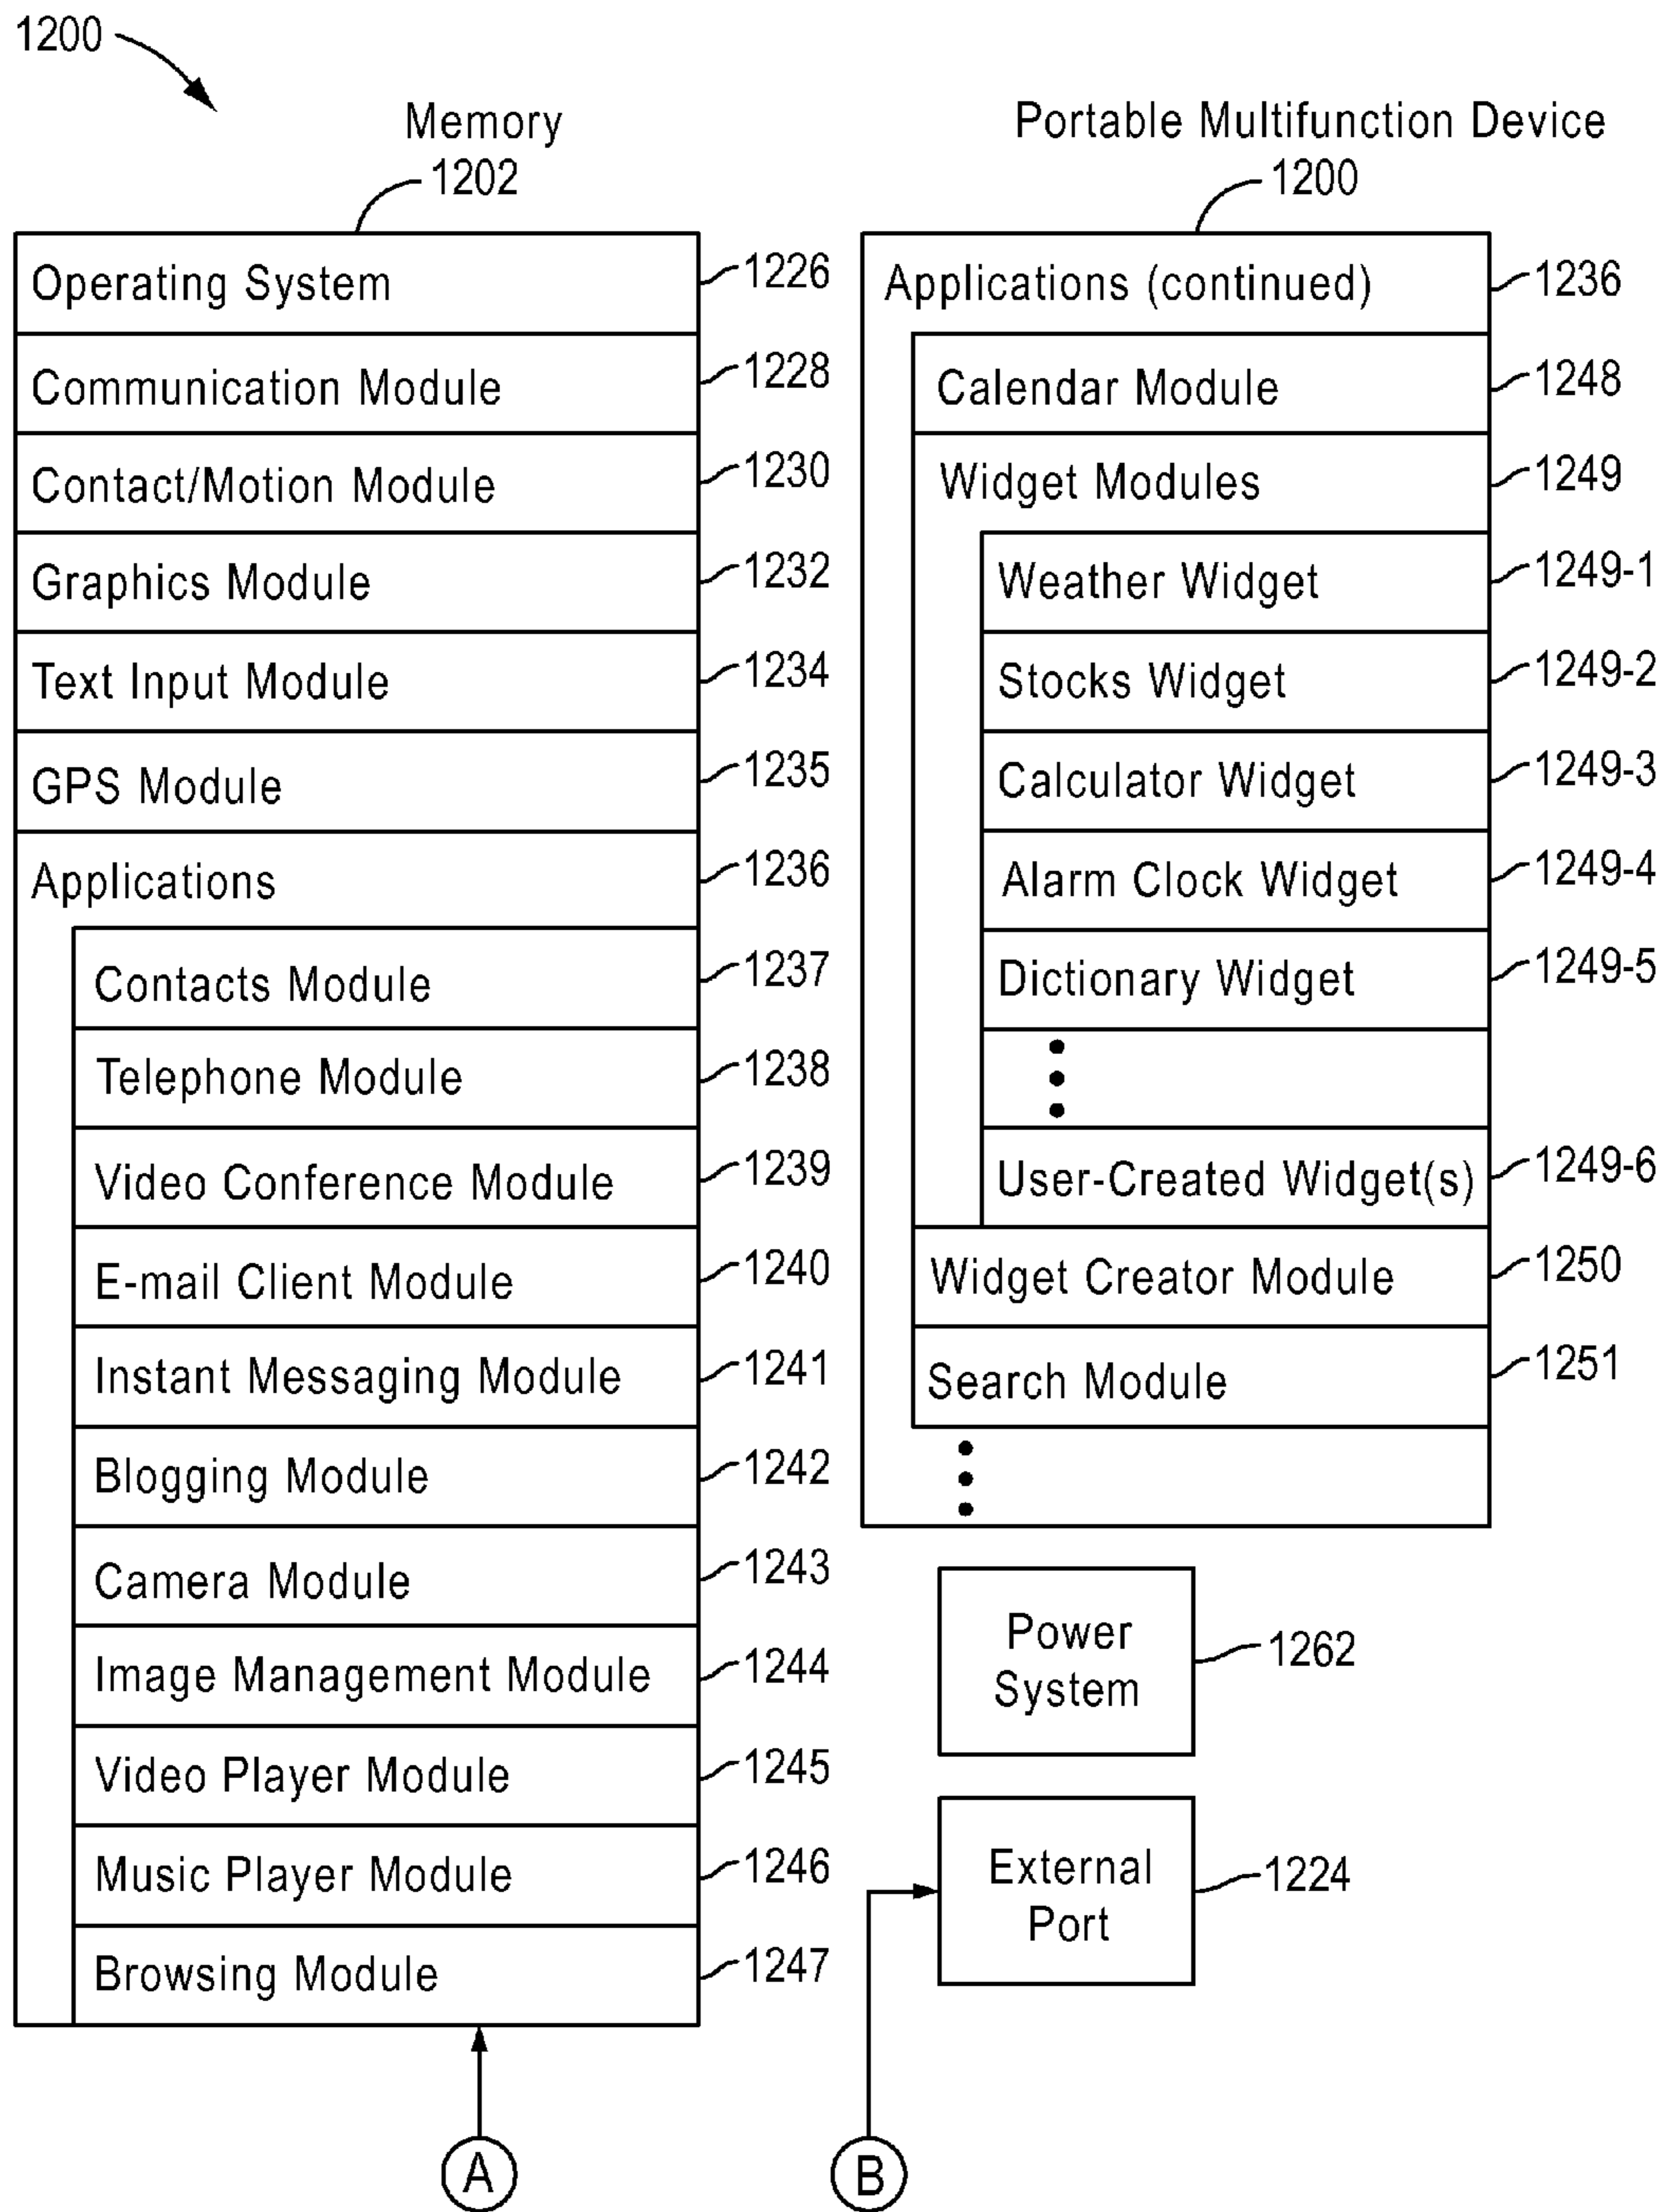 1200
Memory
1202
Operating System 1226
Communication Module 1228
Contact/Motion Module 1230
Graphics Module 1232
Text Input Module 1234
GPS Module 1235
Applications 1236
Contacts Module 1237
Telephone Module 1238
Video Conference Module 1239
E-mail Client Module 1240
Instant Messaging Module 1241
Blogging Module 1242
Camera Module 1243
Image Management Module 1244
Video Player Module 1245
Music Player Module 1246
Browsing Module 1247
A
Portable Multifunction Device
1200
Applications (continued) 1236
Calendar Module 1248
Widget Modules 1249
Weather Widget 1249-1
Stocks Widget 1249-2
Calculator Widget 1249-3
Alarm Clock Widget 1249-4
Dictionary Widget 1249-5
User-Created Widget(s) 1249-6
Widget Creator Module 1250
Search Module 1251
Power
System
1262
External
Port
1224
B